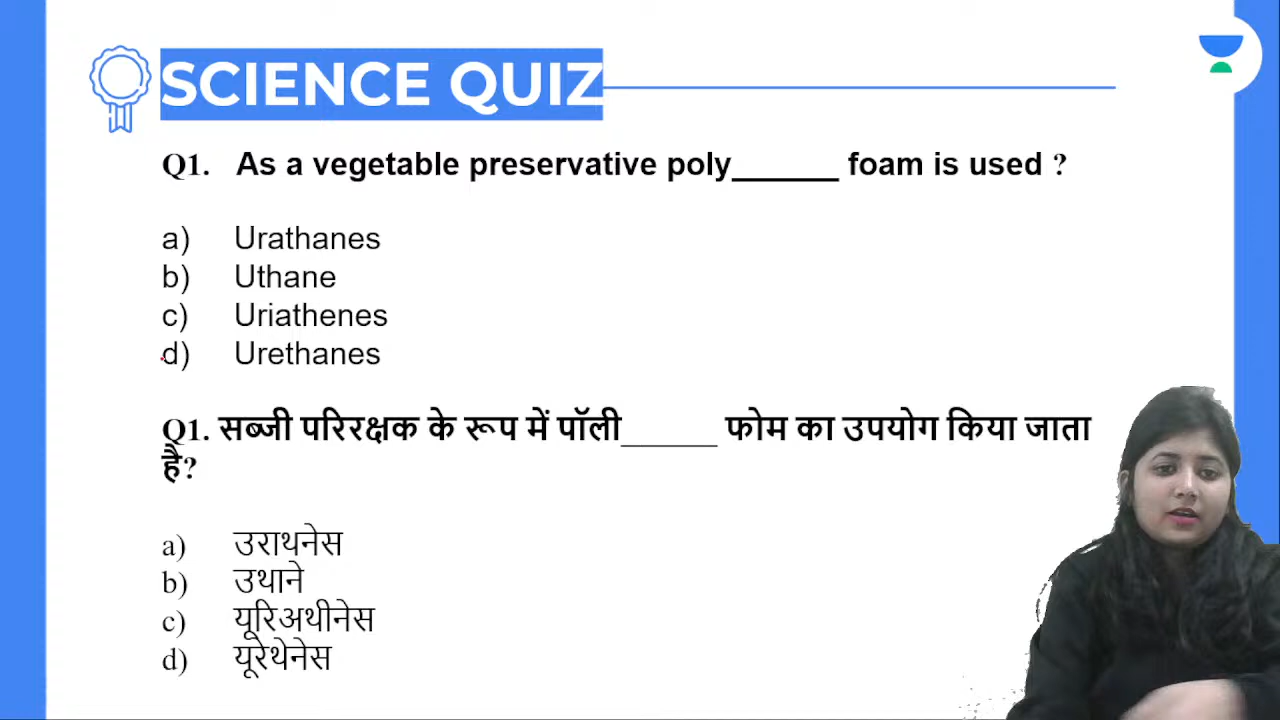 SCIENCE QUIZ
Q1. As a vegetable preservative poly______ foam is used ?
a) Urathanes
b) Uthane
c) Uriathenes
d) Urethanes
Q1. सब्जी परिरक्षक के रूप में पॉली______ फोम का उपयोग किया जाता
है?
a) उराथनेस
b) उथाने
c) यूरिअथीनेस
d) यूरेथेनेस